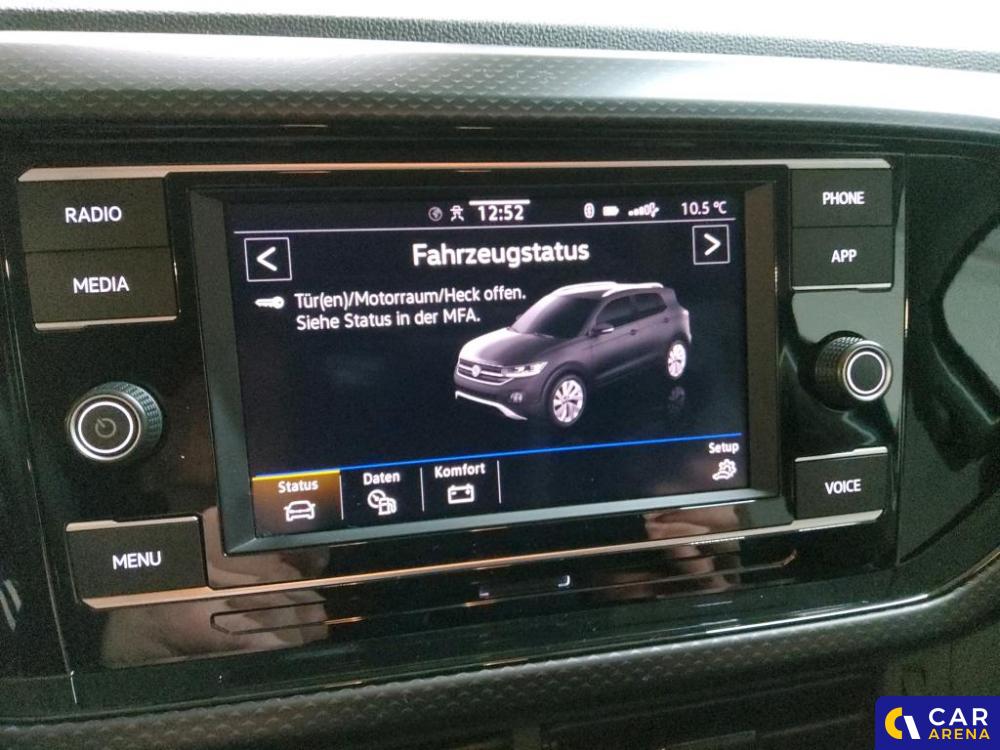 RADIO
MEDIA
MENU
12:52
10.5 °C
Fahrzeugstatus
Tür(en)/Motorraum/Heck offen.
Siehe Status in der MFA.
Status
Daten
Komfort
Setup
PHONE
APP
VOICE
CAR
ARENA